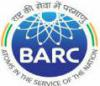 राष्ट्र की सेवा में परमाणु
BARC
ATOMS IN THE SERVICE OF THE NATION